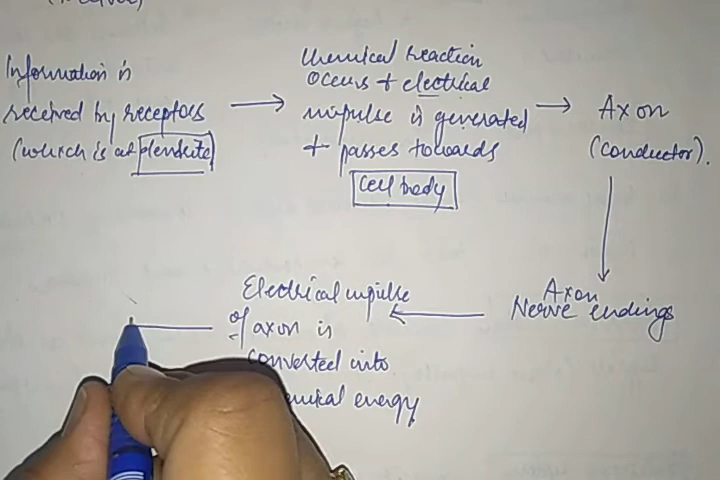 Information is
received by receptors
(which is at dendrite)
Chemical reaction
occurs + electrical
impulse is generated
+ passes towards
Cell body
Axon
(conductor).
Axon
Nerve endings
Electrical impulse
of axon is
converted into
energy